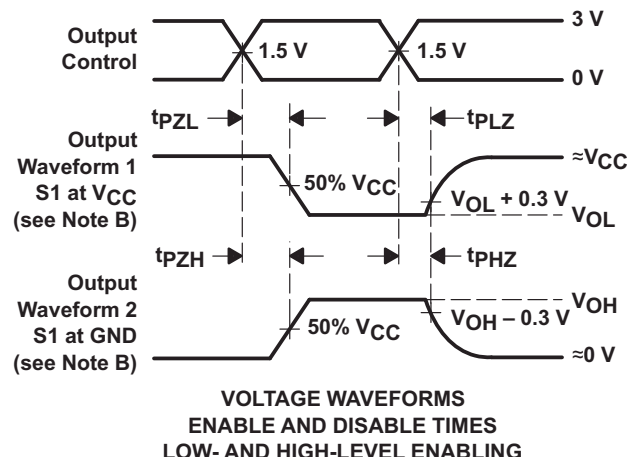 Output
Control
3 V
1.5 V
1.5 V
0 V
tPZL
tPLZ
Output
Waveform 1
S1 at VCC
(see Note B)
≈VCC
50% VCC
VOL + 0.3 V
VOL
tPZH
tPHZ
Output
Waveform 2
S1 at GND
(see Note B)
VOH
50% VCC
VOH – 0.3 V
≈0 V
VOLTAGE WAVEFORMS
ENABLE AND DISABLE TIMES
LOW- AND HIGH-LEVEL ENABLING